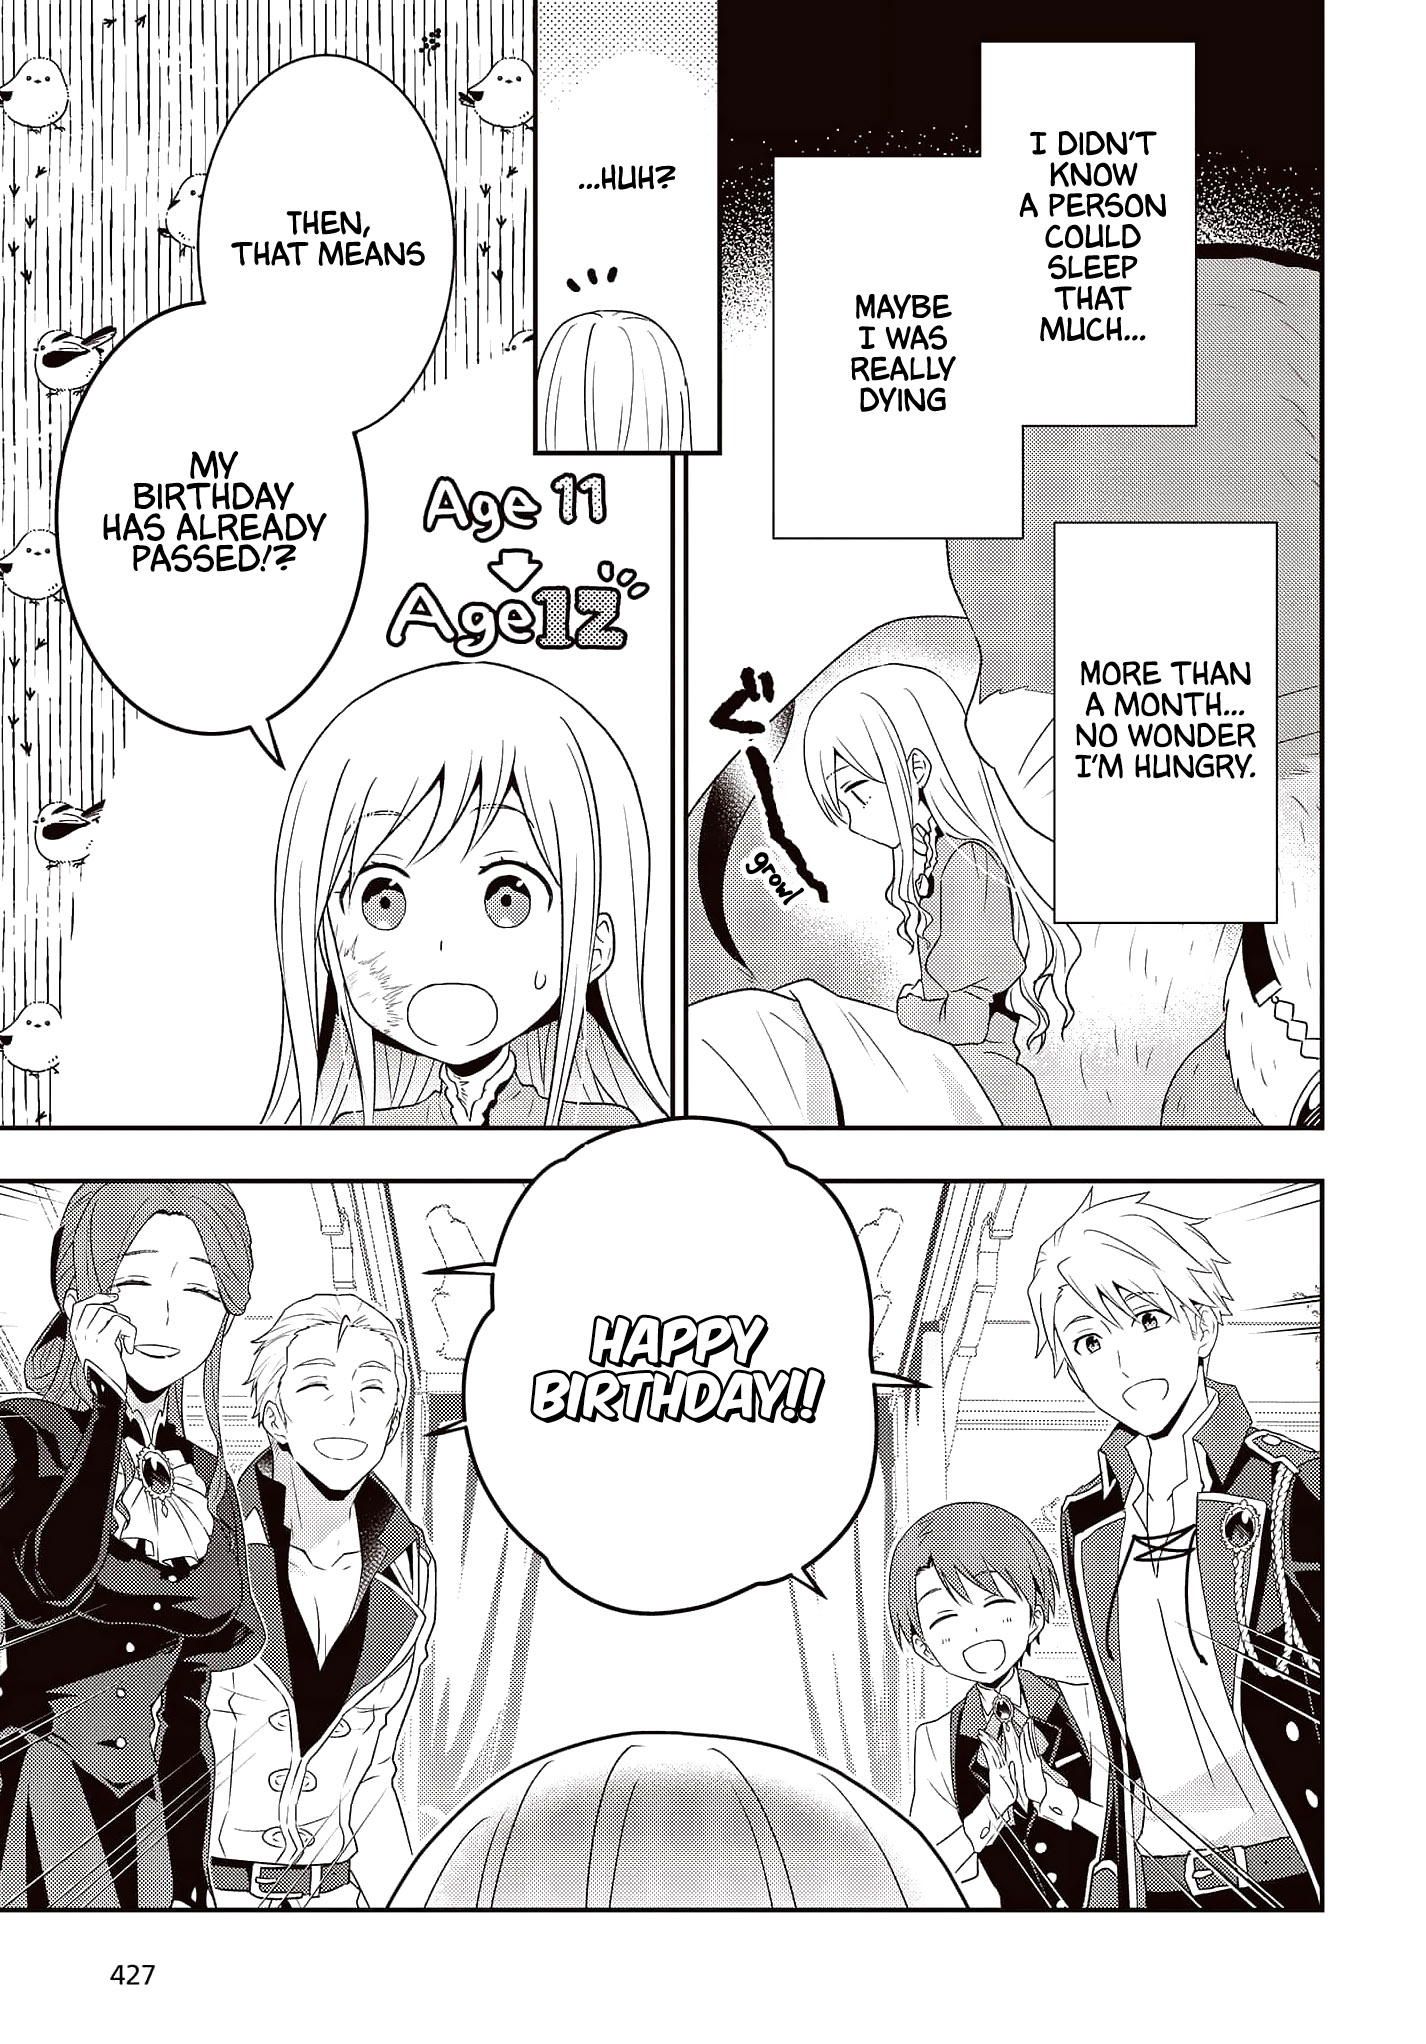 I DIDN'T
KNOW
A PERSON
COULD
SLEEP
THAT
MUCH...
MAYBE
I WAS
REALLY
DYING
MORE THAN
A MONTH...
NO WONDER
I'M HUNGRY.
ぐ
growl
...HUH?
THEN,
THAT MEANS
MY
BIRTHDAY
HAS ALREADY
PASSED!?
Age 11
Age 12
HAPPY
BIRTHDAY!!
427